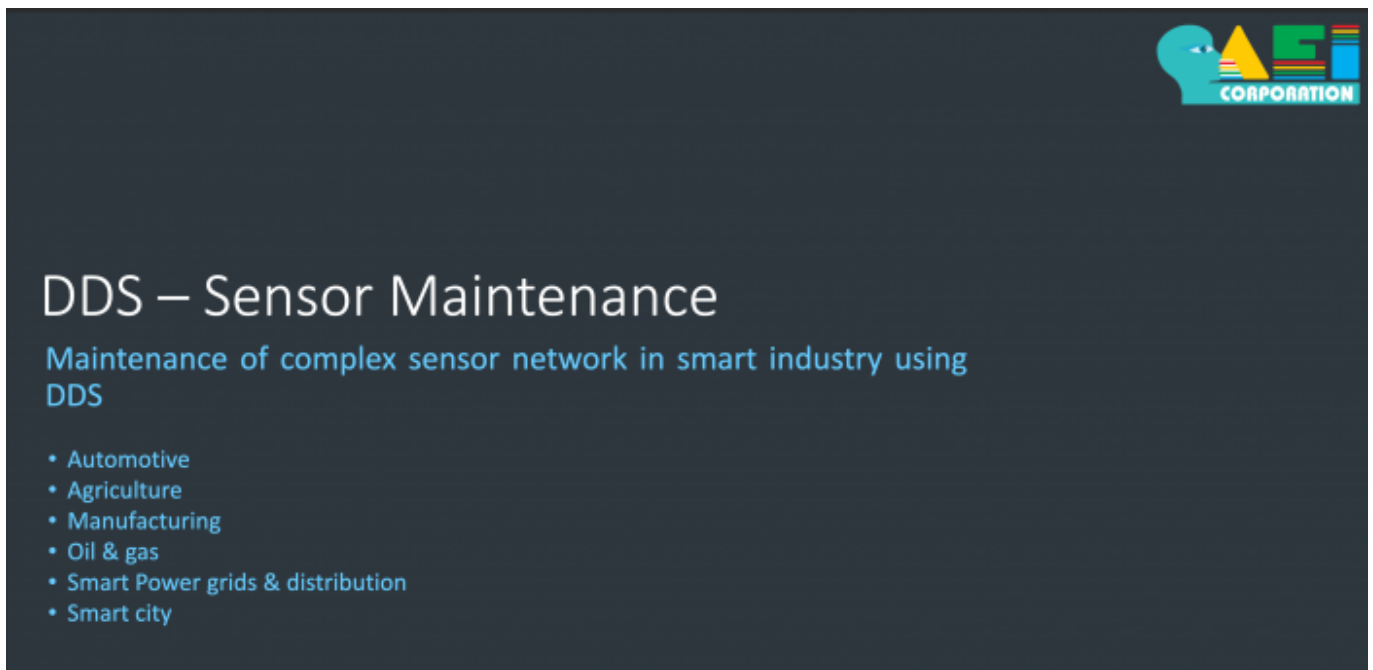 AEi
CORPORATION
DDS – Sensor Maintenance
Maintenance of complex sensor network in smart industry using
DDS
• Automotive
• Agriculture
• Manufacturing
• Oil & gas
• Smart Power grids & distribution
• Smart city